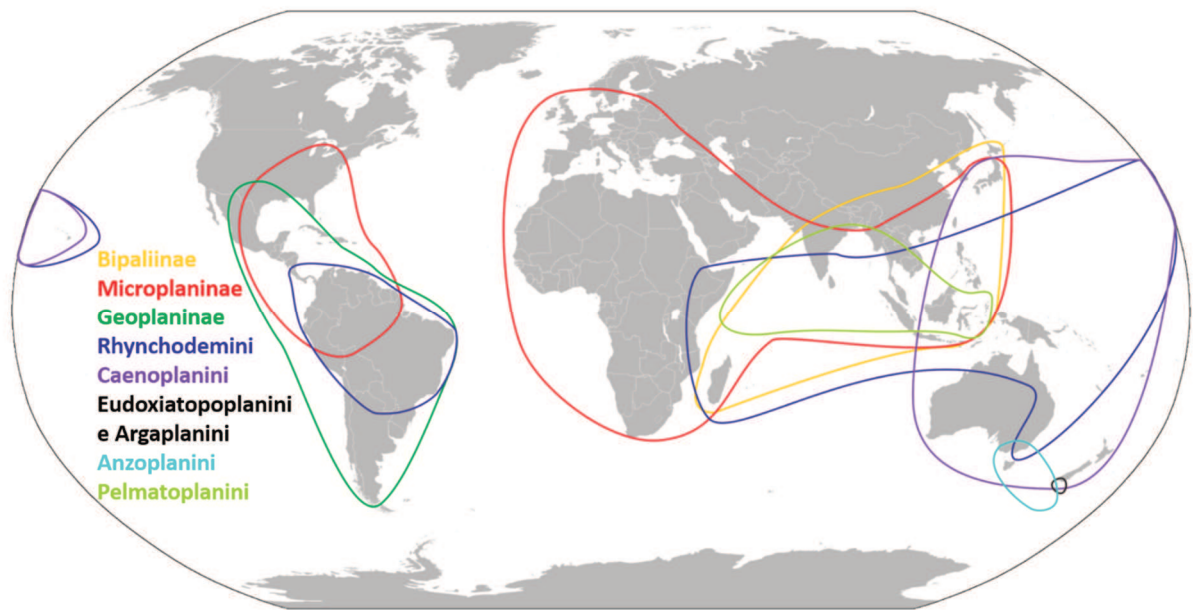 Bipaliinae
Microplaninae
Geoplaninae
Rhynchodemini
Caenoplanini
Eudoxiatopoplanini
e Argaplanini
Anzoplanini
Pelmatoplanini